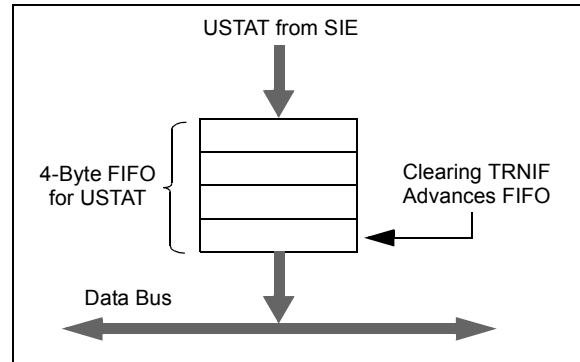 USTAT from SIE
4-Byte FIFO
for USTAT
Clearing TRNIF
Advances FIFO
Data Bus